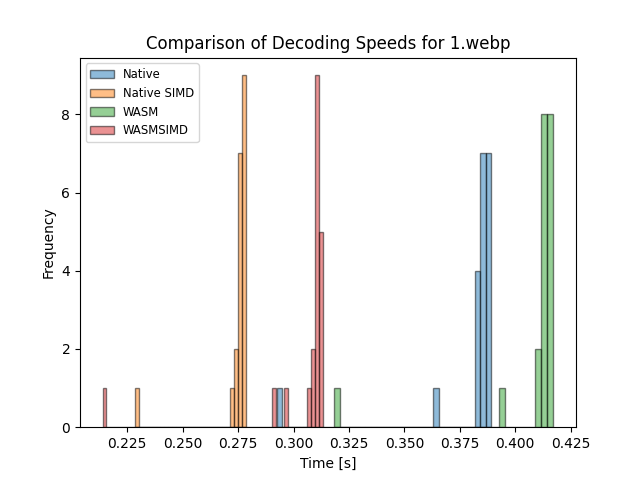 Comparison of Decoding Speeds for 1.webp
Native
Native SIMD
WASM
WASMSIMD
Frequency
8
6
4
2
0
0.225 0.250 0.275 0.300 0.325 0.350 0.375 0.400 0.425
Time [s]